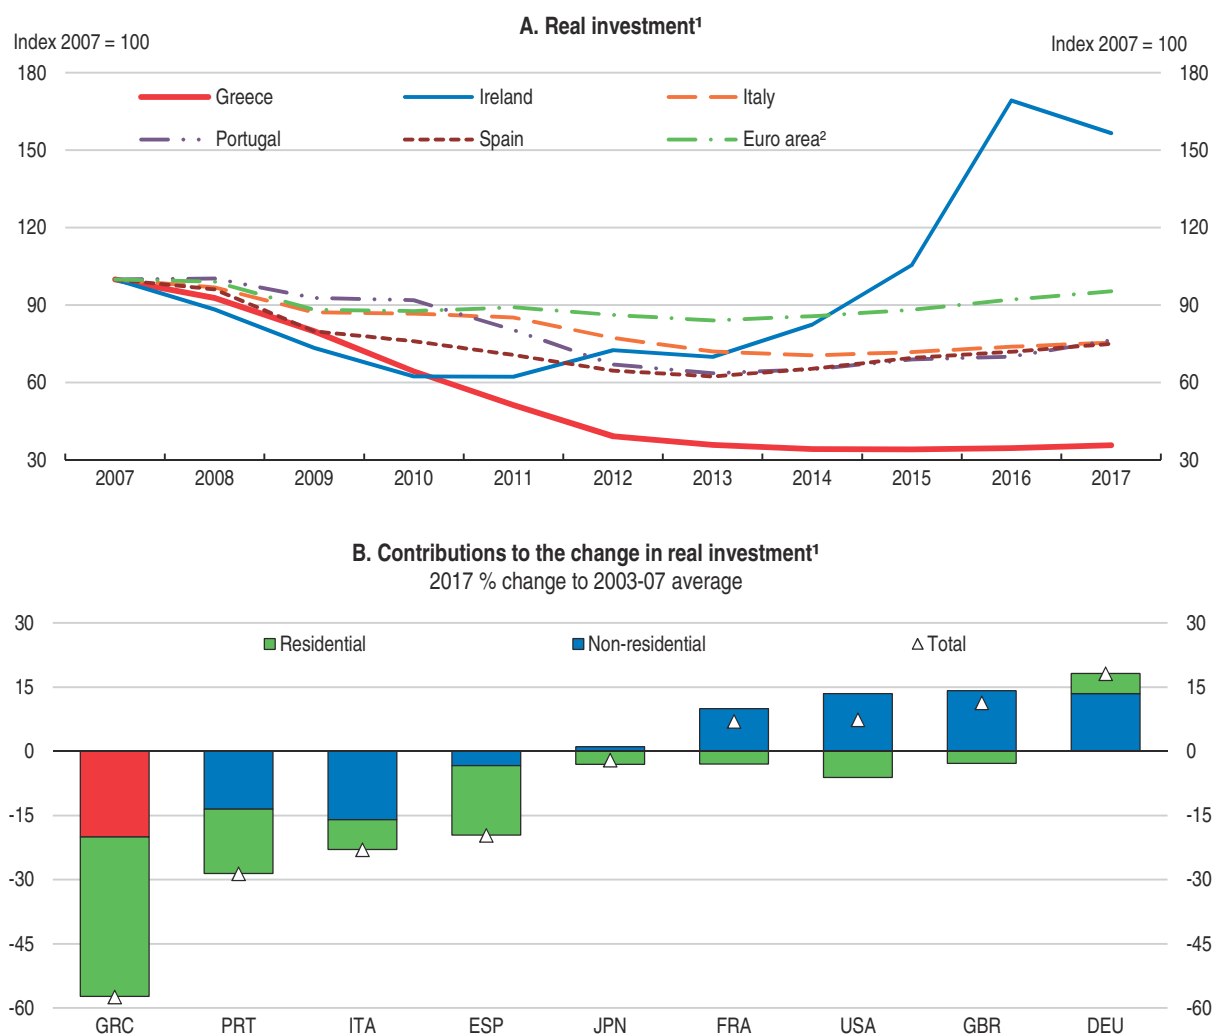 A. Real investment¹
Index 2007 = 100 Index 2007 = 100
180 180
Greece Ireland Italy
Portugal Spain Euro area²
150 150
120 120
90 90
60 60
30 30
2007 2008 2009 2010 2011 2012 2013 2014 2015 2016 2017
B. Contributions to the change in real investment¹
2017 % change to 2003-07 average
30 30
Residential Non-residential Total
15 15
0 0
-15 -15
-30 -30
-45 -45
-60 -60
GRC PRT ITA ESP JPN FRA USA GBR DEU